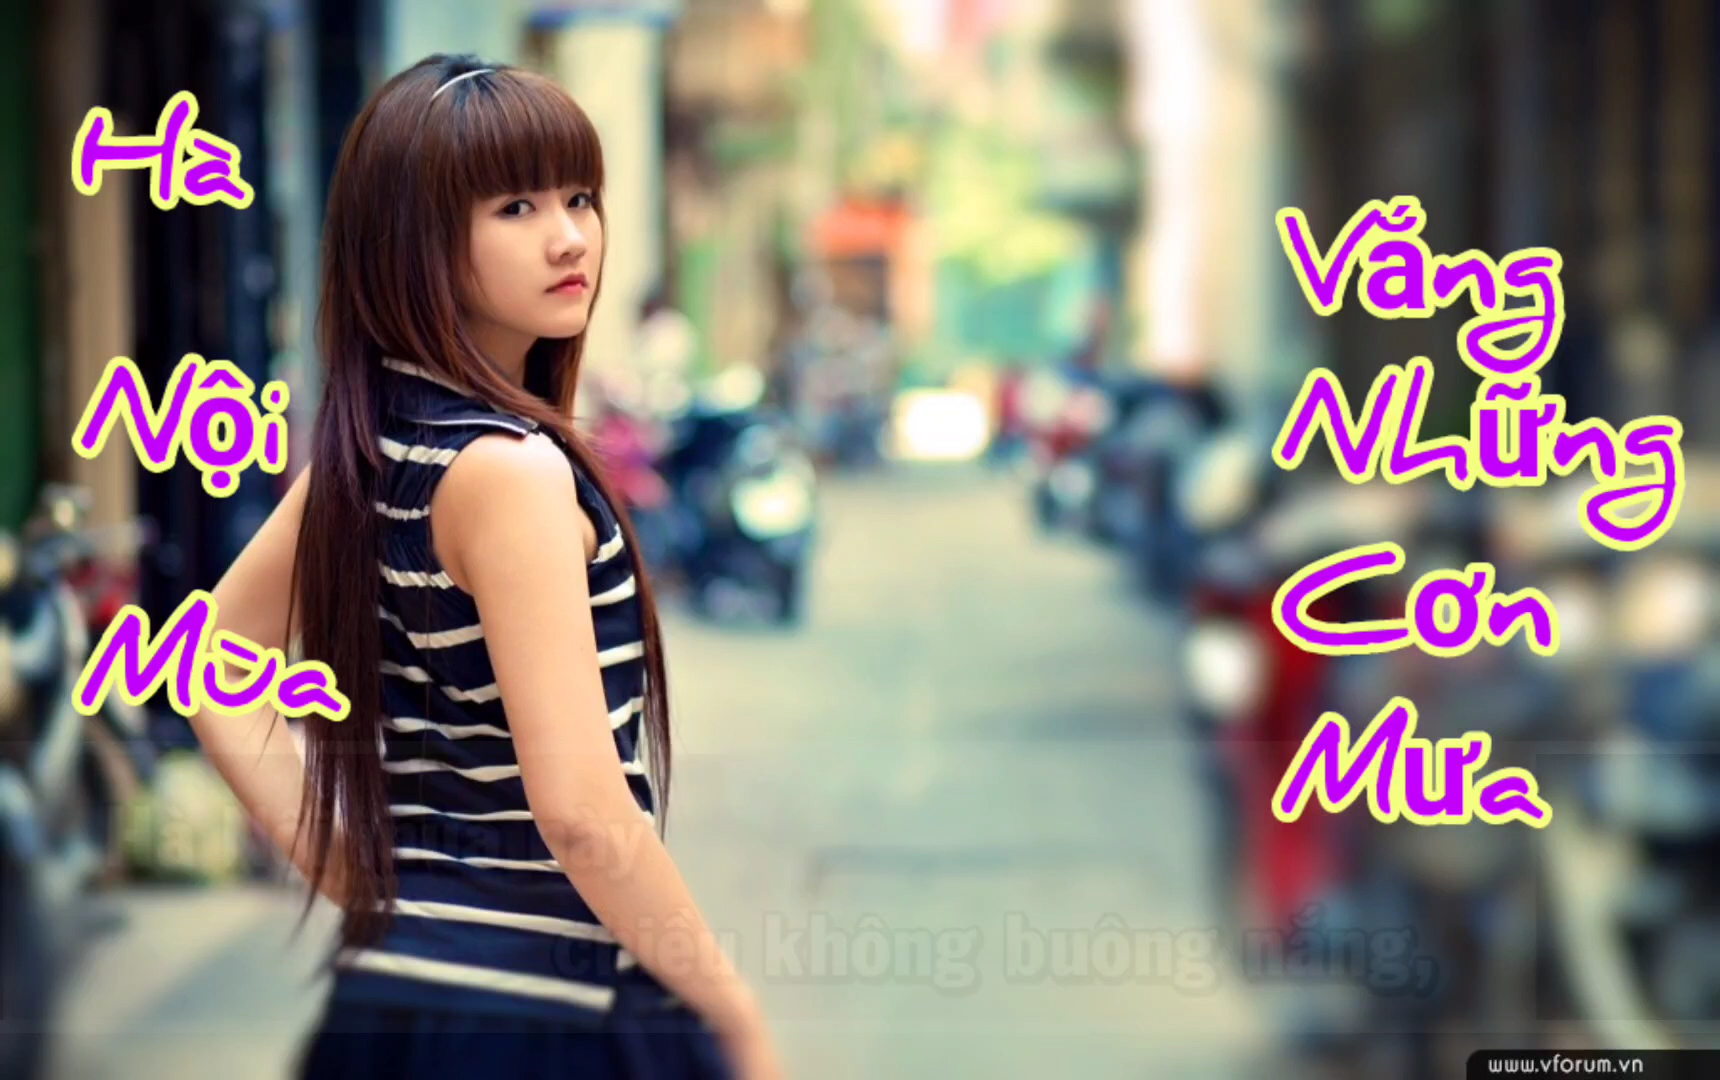 Hà
Nội
Mùa
Vắng
Những
Cơn
Mưa
chiều không buông nắng,
www.vforum.vn